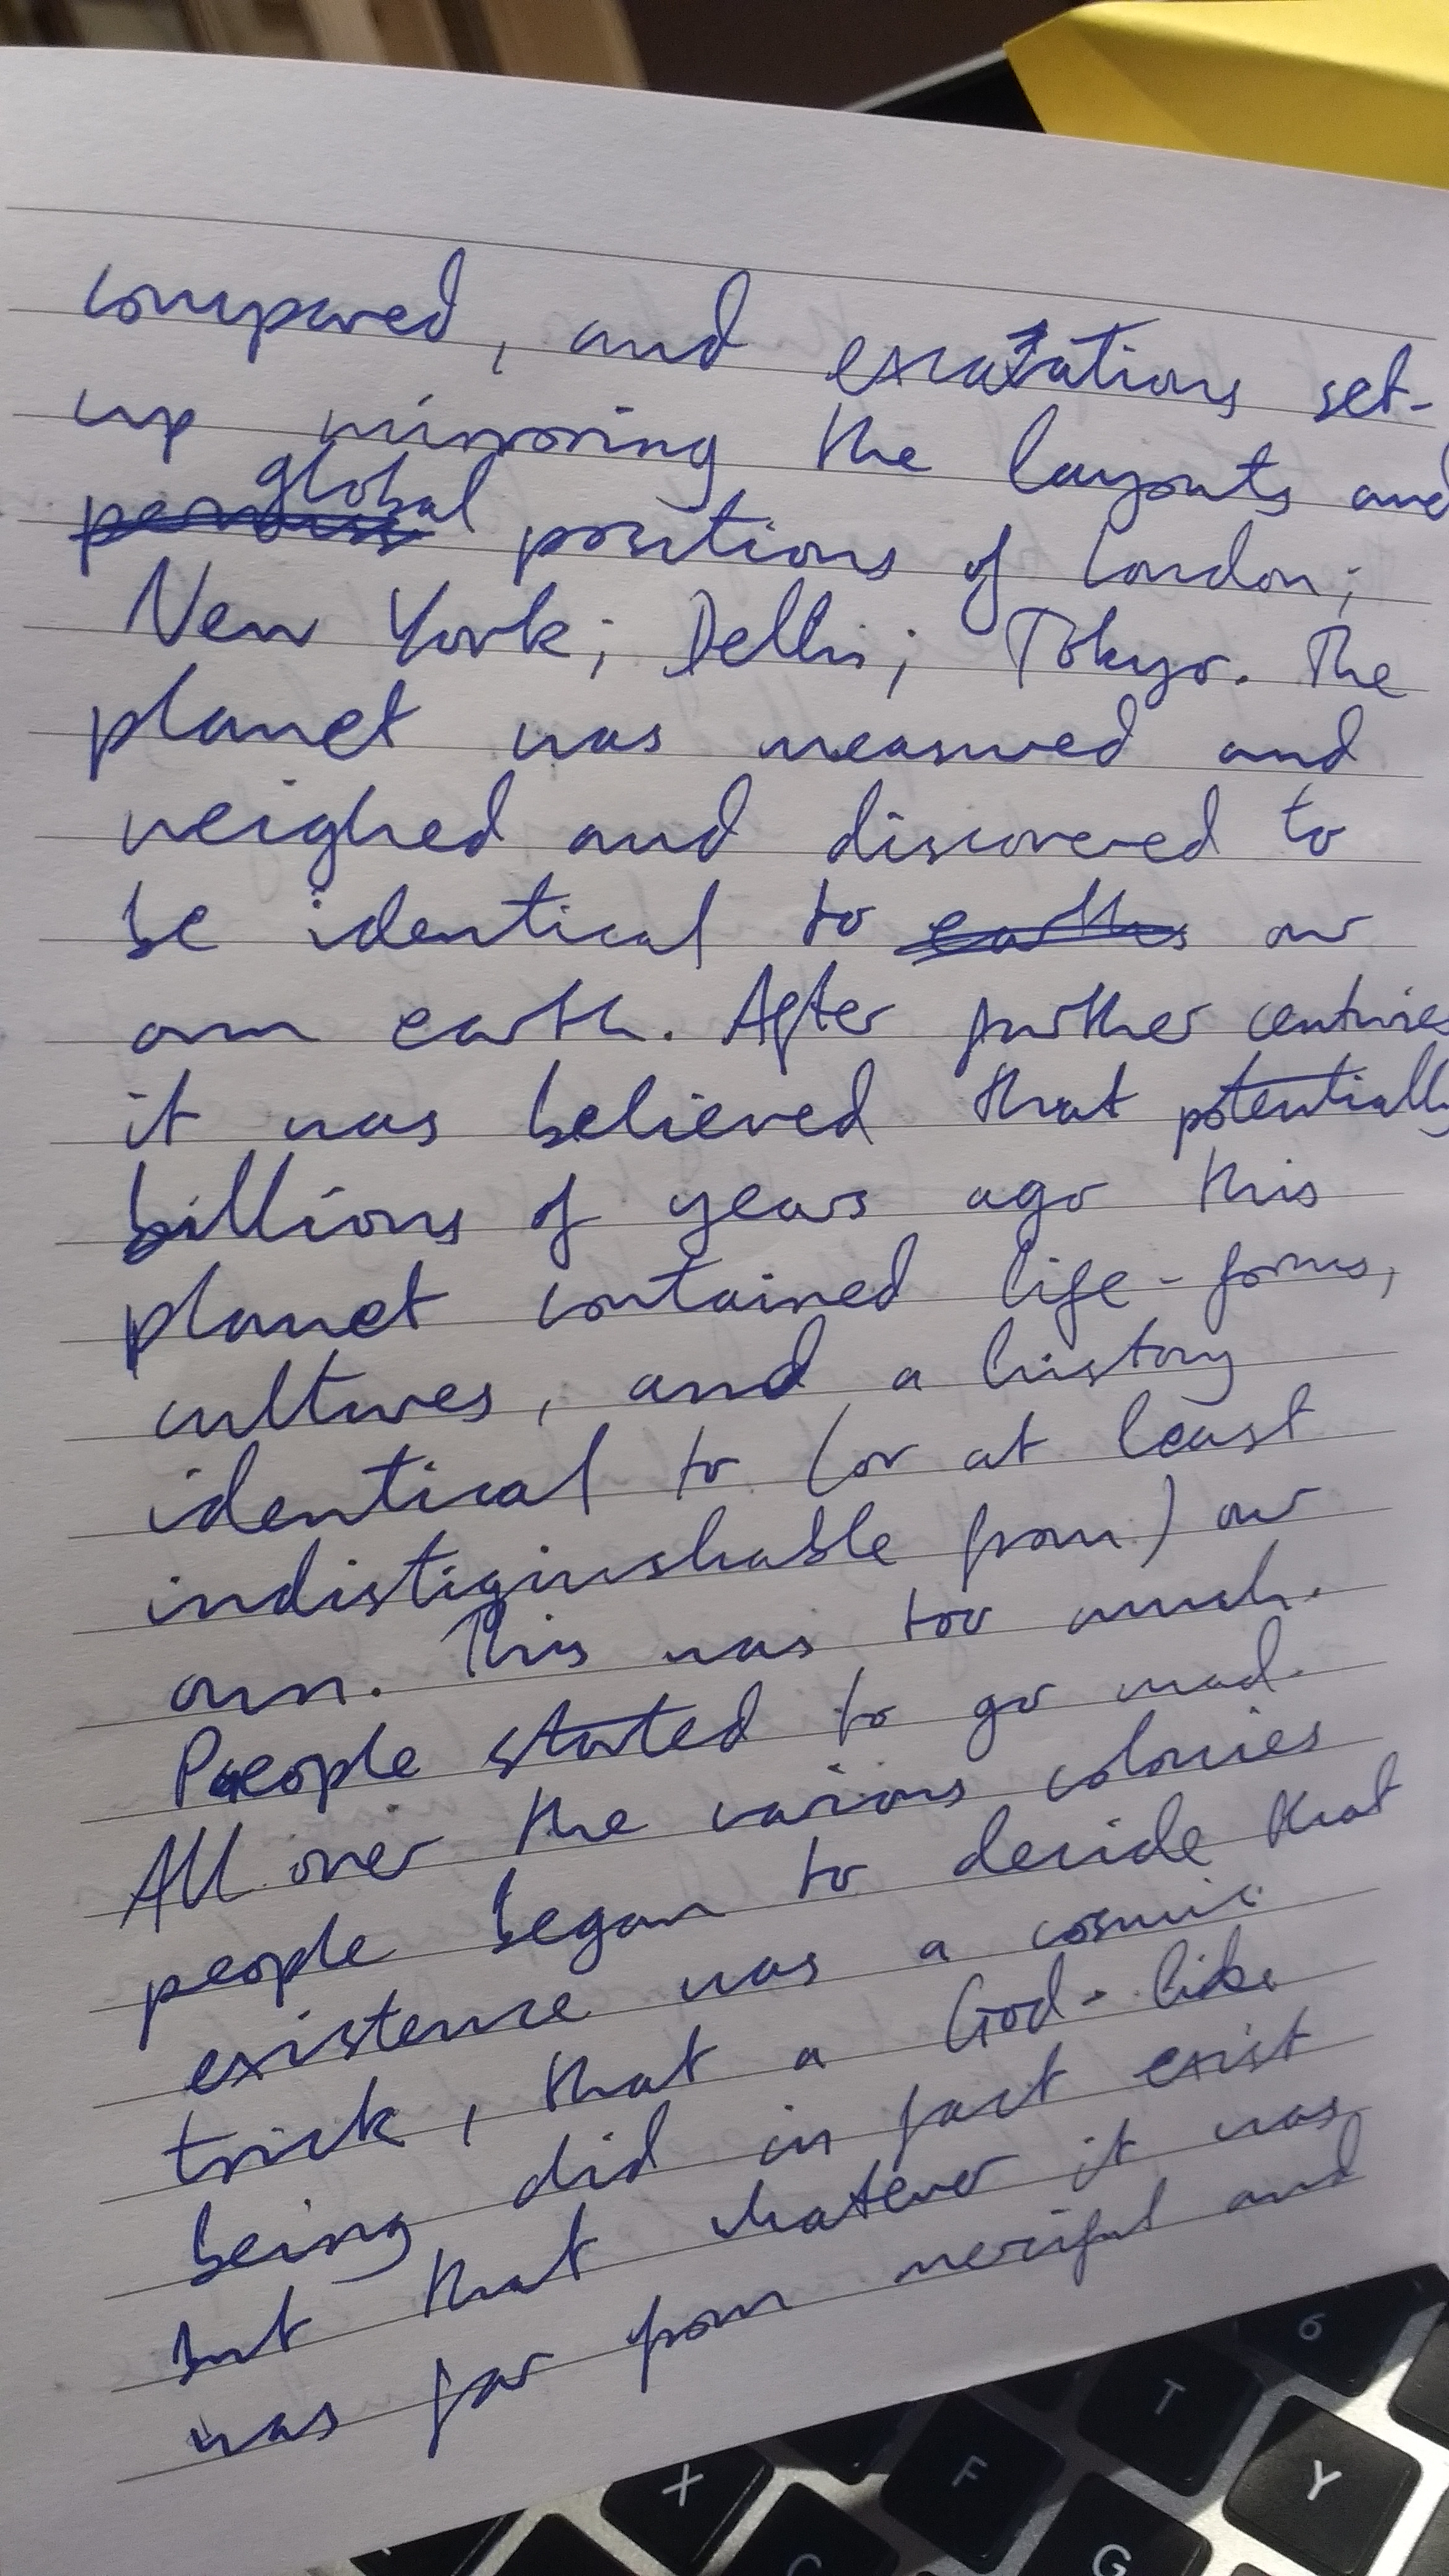 compared, and excavations set-
up mirroring the layouts and
global positions of London;
New York; Delhi; Tokyo. The
planet was measured and
weighed and discovered to
be identical to earths our
own earth. After further centuries
it was believed that potentially
billions of years ago this
planet contained life-forms,
cultures, and a history
identical to (or at least
indistiguishable from) our
own. This was too much.
People started to go mad.
All over the various colonies
people began to decide that
existence was a cosmic
trick, that a God-like
being did in fact exist
but that whatever it was
was far from merciful and
6
T
Y
F
X
G
C